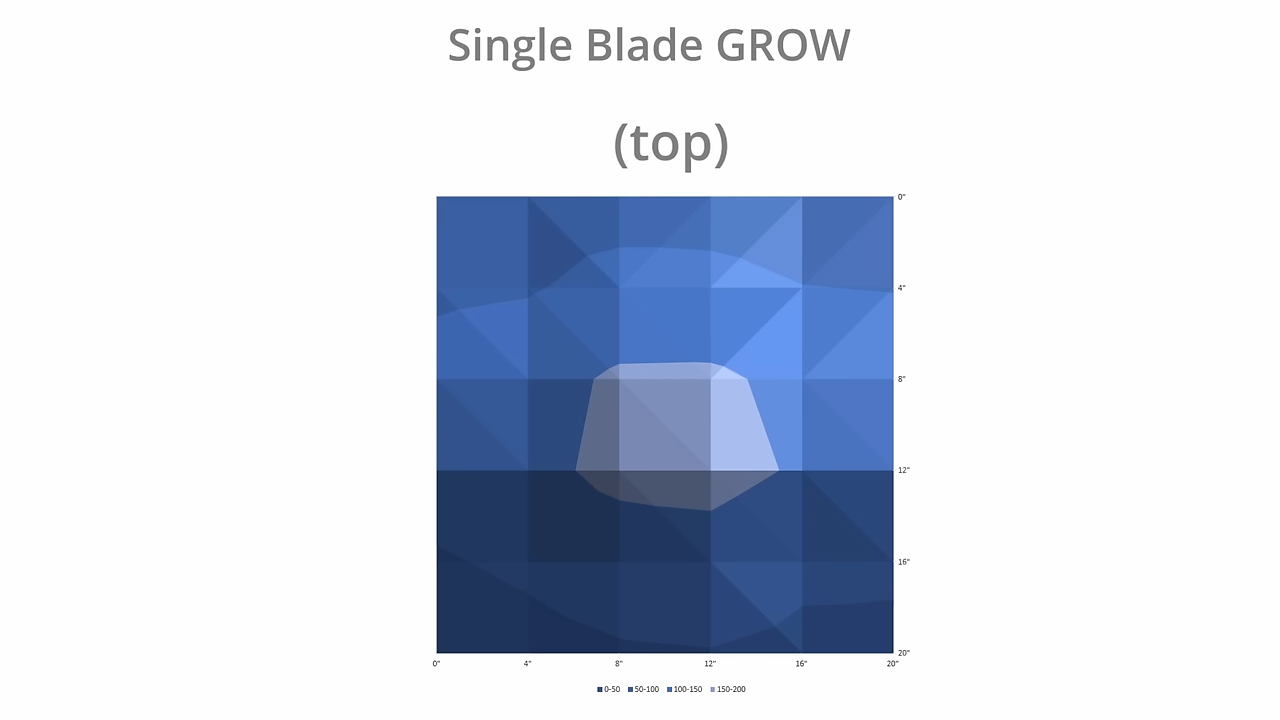 Single Blade GROW
(top)
0"
4"
8"
12"
16"
20"
0" 4" 8" 12" 16" 20"
0-50 50-100 100-150 150-200